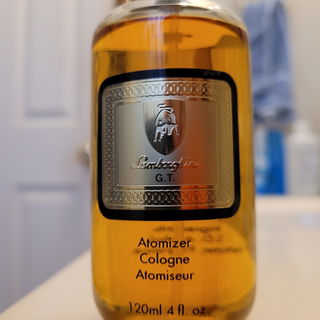 Lamborghini
G.T.
Atomizer
Cologne
Atomiseur
120ml 4 fl. oz.